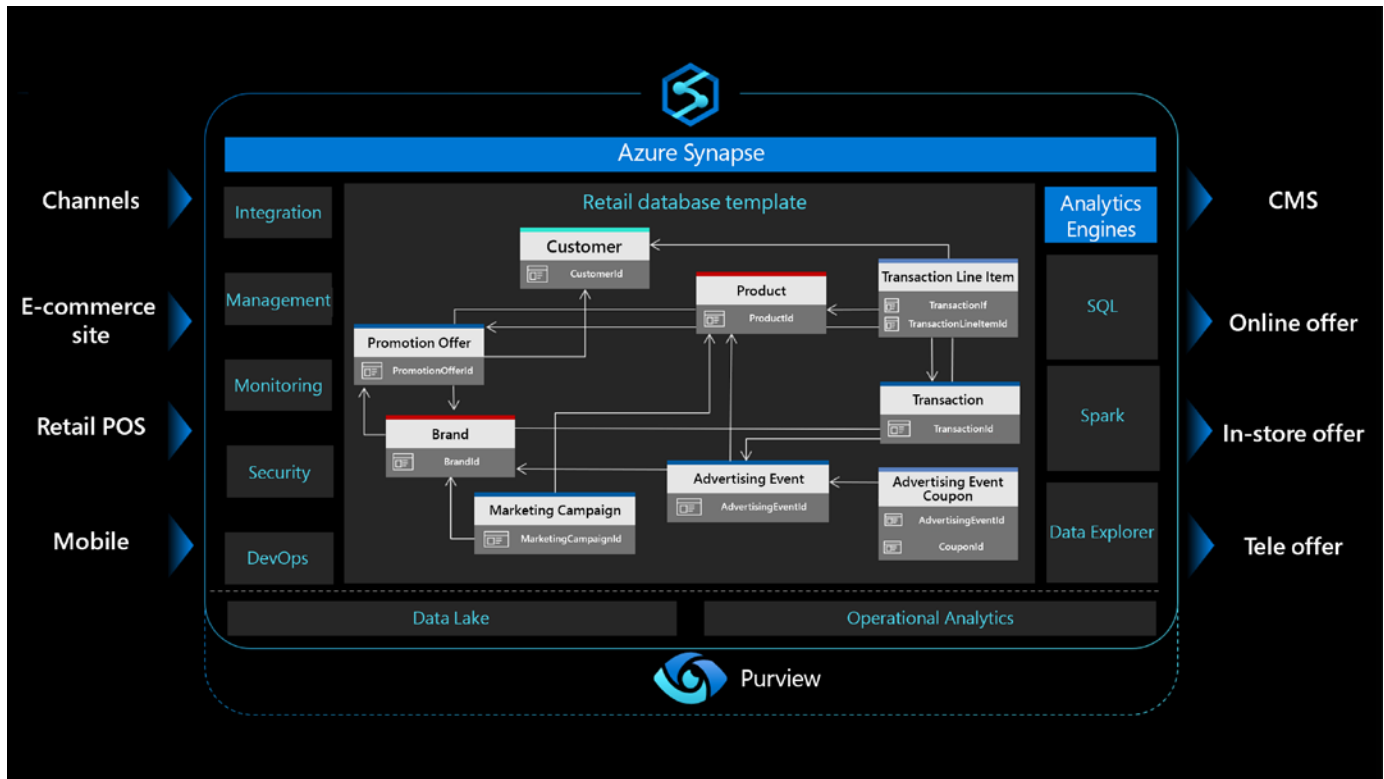 Azure Synapse
Channels
E-commerce
site
Retail POS
Mobile
Integration
Management
Monitoring
Security
DevOps
Retail database template
Customer
CustomerId
Product
ProductId
Transaction Line Item
TransactionIf
TransactionLineItemId
Promotion Offer
PromotionOfferId
Transaction
TransactionId
Brand
BrandId
Advertising Event
AdvertisingEventId
Advertising Event
Coupon
AdvertisingEventId
CouponId
Marketing Campaign
MarketingCampaignId
Analytics
Engines
SQL
Spark
Data Explorer
CMS
Online offer
In-store offer
Tele offer
Data Lake
Operational Analytics
Purview